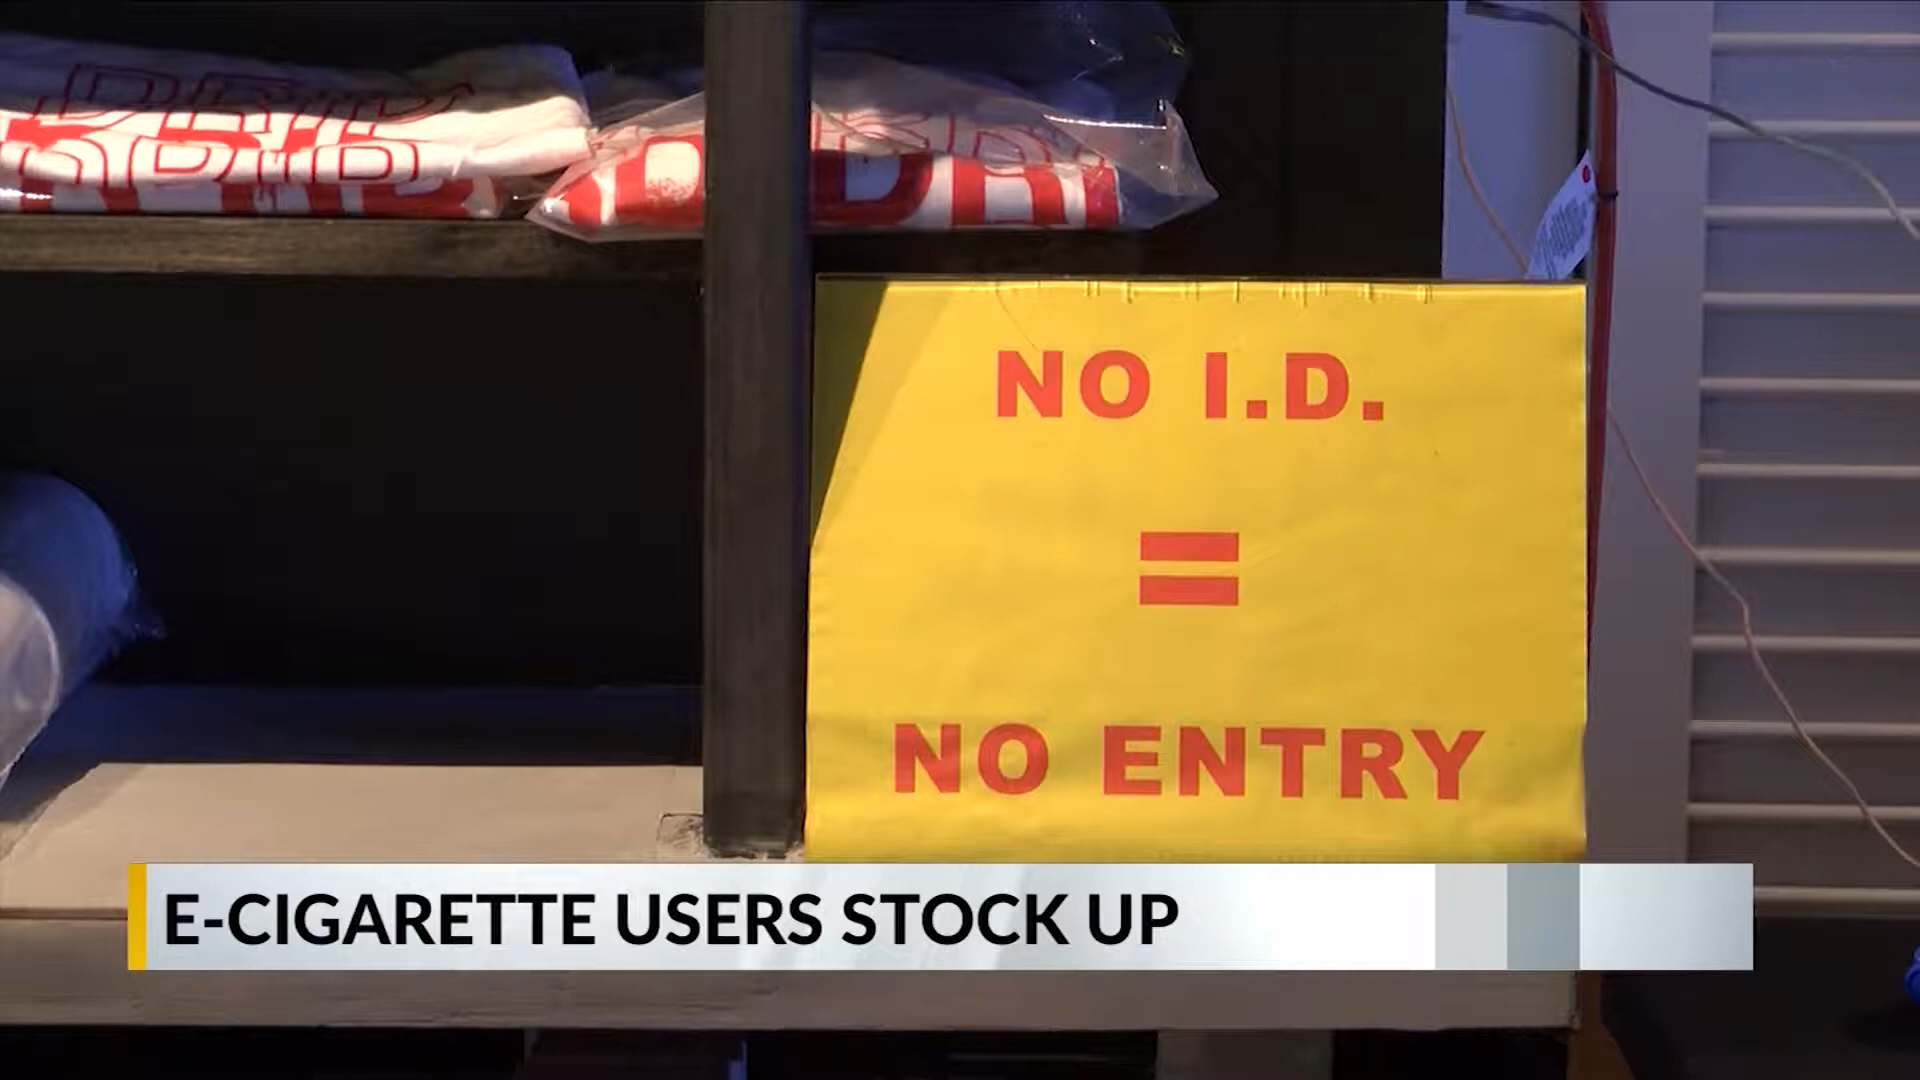 NO I.D.
=
NO ENTRY
E-CIGARETTE USERS STOCK UP